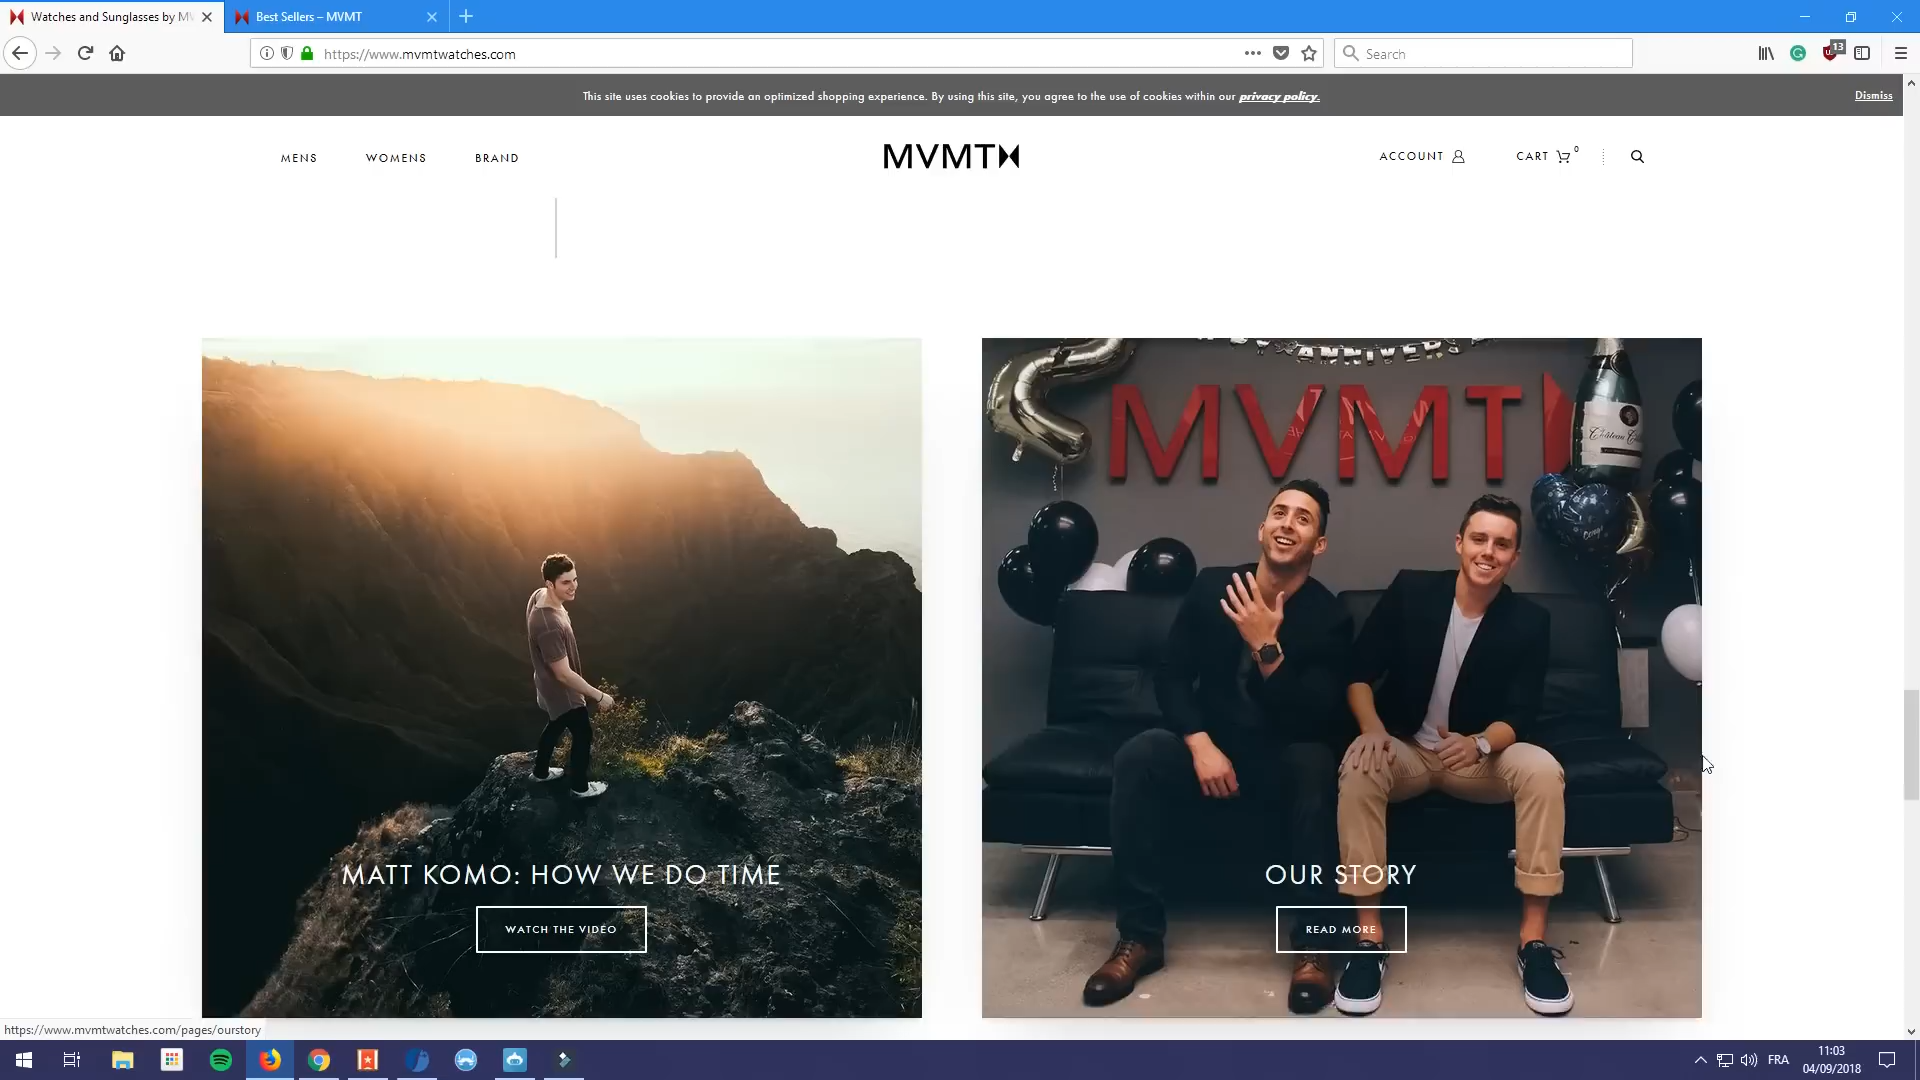 Watches and Sunglasses by MV
Best Sellers – MVMT
https://www.mvmtwatches.com
Search
13
This site uses cookies to provide an optimized shopping experience. By using this site, you agree to the use of cookies within our privacy policy.
Dismiss
MENS
WOMENS
BRAND
MVMT
ACCOUNT
CART 0
ANNIVERS
MVMT
MATT KOMO: HOW WE DO TIME
WATCH THE VIDEO
OUR STORY
READ MORE
https://www.mvmtwatches.com/pages/ourstory
FRA
11:03
04/09/2018